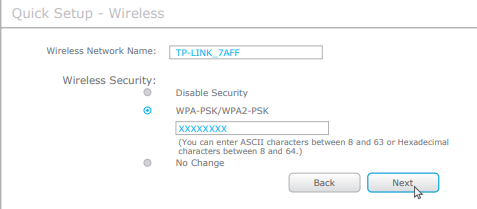 Quick Setup - Wireless
Wireless Network Name: TP-LINK_7AFF
Wireless Security:
Disable Security
WPA-PSK/WPA2-PSK
XXXXXXXX
(You can enter ASCII characters between 8 and 63 or Hexadecimal
characters between 8 and 64.)
No Change
Back Next